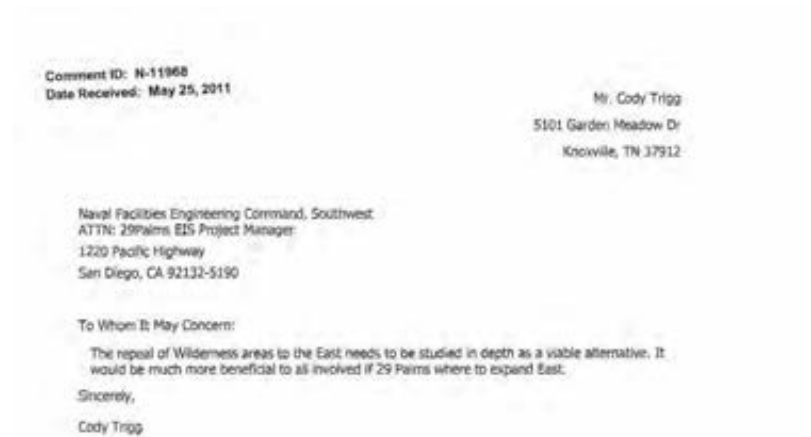 Comment ID: N-11968
Date Received: May 25, 2011
Mr. Cody Trigg
5101 Garden Meadow Dr
Knoxville, TN 37912
Naval Facilities Engineering Command, Southwest
ATTN: 29Palms EIS Project Manager
1220 Pacific Highway
San Diego, CA 92132-5190
To Whom It May Concern:
The repeal of Wilderness areas to the East needs to be studied in depth as a viable alternative. It
would be much more beneficial to all involved if 29 Palms where to expand East.
Sincerely,
Cody Trigg